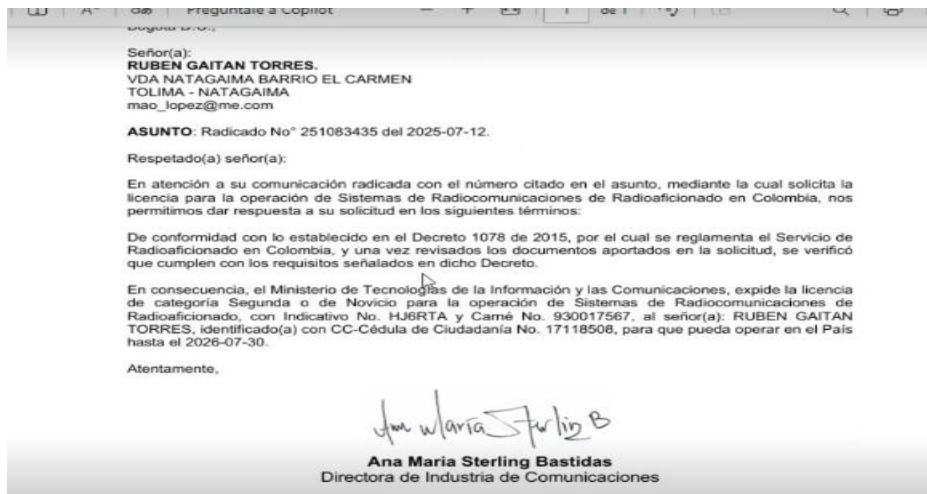 Pregúntale a Copilot
de 1
Bogotá D.C.,
Señor(a):
RUBEN GAITAN TORRES.
VDA NATAGAIMA BARRIO EL CARMEN
TOLIMA - NATAGAIMA
mao_lopez@me.com
ASUNTO: Radicado No° 251083435 del 2025-07-12.
Respetado(a) señor(a):
En atención a su comunicación radicada con el número citado en el asunto, mediante la cual solicita la
licencia para la operación de Sistemas de Radiocomunicaciones de Radioaficionado en Colombia, nos
permitimos dar respuesta a su solicitud en los siguientes términos:
De conformidad con lo establecido en el Decreto 1078 de 2015, por el cual se reglamenta el Servicio de
Radioaficionado en Colombia, y una vez revisados los documentos aportados en la solicitud, se verificó
que cumplen con los requisitos señalados en dicho Decreto.
En consecuencia, el Ministerio de Tecnologías de la Información y las Comunicaciones, expide la licencia
de categoría Segunda o de Novicio para la operación de Sistemas de Radiocomunicaciones de
Radioaficionado, con Indicativo No. HJ6RTA y Carné No. 930017567, al señor(a): RUBEN GAITAN
TORRES, identificado(a) con CC-Cédula de Ciudadanía No. 17118508, para que pueda operar en el País
hasta el 2026-07-30.
Atentamente,
Ana María Sterling B
Ana Maria Sterling Bastidas
Directora de Industria de Comunicaciones